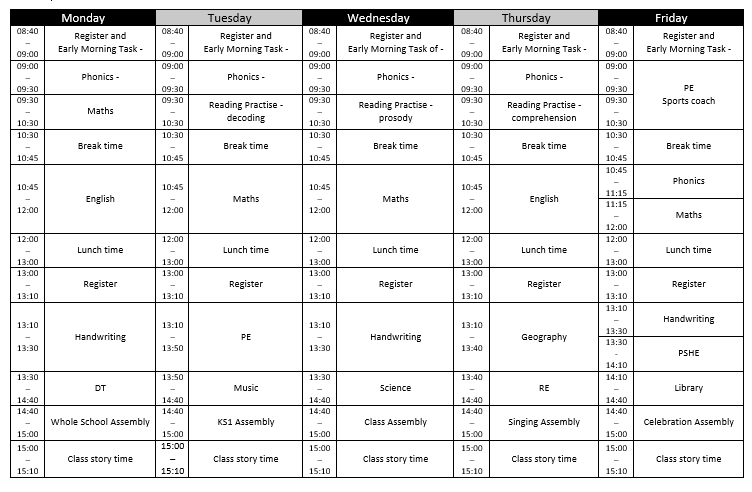 Monday Tuesday Wednesday Thursday Friday
08:40 – 09:00 Register and Early Morning Task - 08:40 – 09:00 Register and Early Morning Task - 08:40 – 09:00 Register and Early Morning Task of - 08:40 – 09:00 Register and Early Morning Task - 08:40 – 09:00 Register and Early Morning Task -
09:00 – 09:30 Phonics - 09:00 – 09:30 Phonics - 09:00 – 09:30 Phonics - 09:00 – 09:30 Phonics - 09:00 – 09:30 PE Sports coach
09:30 – 10:30 Maths 09:30 – 10:30 Reading Practise - decoding 09:30 – 10:30 Reading Practise - prosody 09:30 – 10:30 Reading Practise - comprehension 09:30 – 10:30
10:30 – 10:45 Break time 10:30 – 10:45 Break time 10:30 – 10:45 Break time 10:30 – 10:45 Break time 10:30 – 10:45 Break time
10:45 – 12:00 English 10:45 – 12:00 Maths 10:45 – 12:00 Maths 10:45 – 12:00 English 10:45 – 11:15 Phonics
11:15 – 12:00 Maths
12:00 – 13:00 Lunch time 12:00 – 13:00 Lunch time 12:00 – 13:00 Lunch time 12:00 – 13:00 Lunch time 12:00 – 13:00 Lunch time
13:00 – 13:10 Register 13:00 – 13:10 Register 13:00 – 13:10 Register 13:00 – 13:10 Register 13:00 – 13:10 Register
13:10 – 13:30 Handwriting 13:10 – 13:50 PE 13:10 – 13:30 Handwriting 13:10 – 13:40 Geography 13:10 – 13:30 Handwriting
13:30 - 14:10 PSHE
13:30 – 14:40 DT 13:50 – 14:40 Music 13:30 – 14:40 Science 13:40 – 14:40 RE 14:10 – 14:40 Library
14:40 – 15:00 Whole School Assembly 14:40 – 15:00 KS1 Assembly 14:40 – 15:00 Class Assembly 14:40 – 15:00 Singing Assembly 14:40 – 15:00 Celebration Assembly
15:00 – 15:10 Class story time 15:00 – 15:10 Class story time 15:00 – 15:10 Class story time 15:00 – 15:10 Class story time 15:00 – 15:10 Class story time